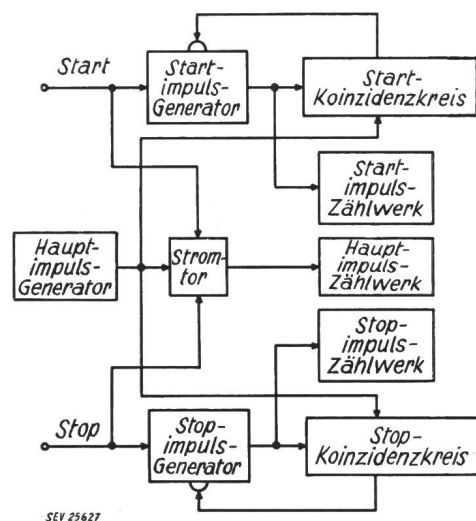 Start
Start-
impuls-
Generator
Start-
Koinzidenzkreis
Start-
impuls-
Zählwerk
Haupt-
impuls-
Generator
Strom-
tor
Haupt-
impuls-
Zählwerk
Stop-
impuls-
Zählwerk
Stop
Stop-
impuls-
Generator
Stop-
Koinzidenzkreis
SEV 25627